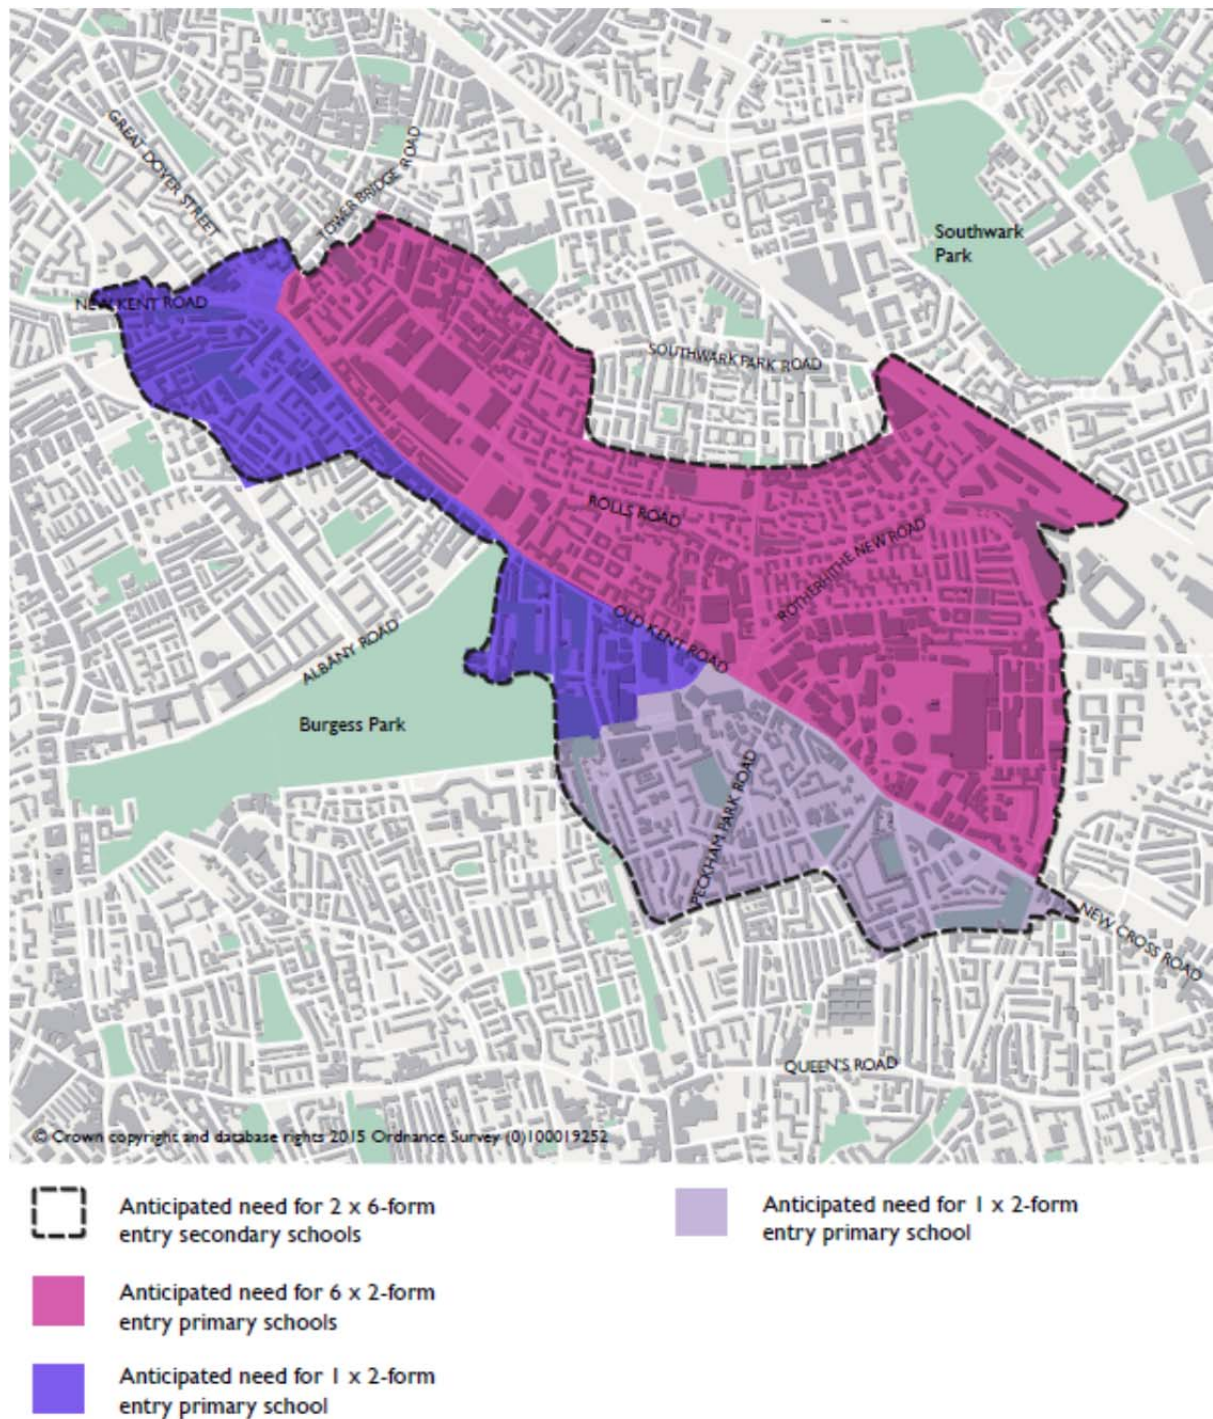 GREAT DOVER STREET
TOWER BRIDGE ROAD
Southwark
Park
NEW KENT ROAD
SOUTHWARK PARK ROAD
ROLLS ROAD
ROTHERHITHE NEW ROAD
OLD KENT ROAD
ALBANY ROAD
Burgess Park
PECKHAM PARK ROAD
NEW CROSS ROAD
QUEEN'S ROAD
© Crown copyright and database rights 2015 Ordnance Survey (0)100019252
Anticipated need for 2 x 6-form
entry secondary schools
Anticipated need for 6 x 2-form
entry primary schools
Anticipated need for 1 x 2-form
entry primary school
Anticipated need for 1 x 2-form
entry primary school